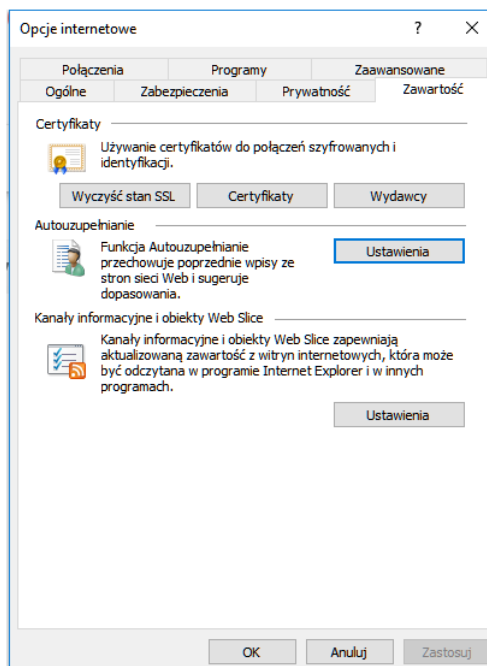 Opcje internetowe ? ×
Połączenia Programy Zaawansowane
Ogólne Zabezpieczenia Prywatność Zawartość
Certyfikaty
Używanie certyfikatów do połączeń szyfrowanych i
identyfikacji.
Wyczyść stan SSL Certyfikaty Wydawcy
Autouzupełnianie
Funkcja Autouzupełnianie
przechowuje poprzednie wpisy ze
stron sieci Web i sugeruje
dopasowania.
Ustawienia
Kanały informacyjne i obiekty Web Slice
Kanały informacyjne i obiekty Web Slice zapewniają
aktualizowaną zawartość z witryn internetowych, która może
być odczytana w programie Internet Explorer i w innych
programach.
Ustawienia
OK Anuluj Zastosuj